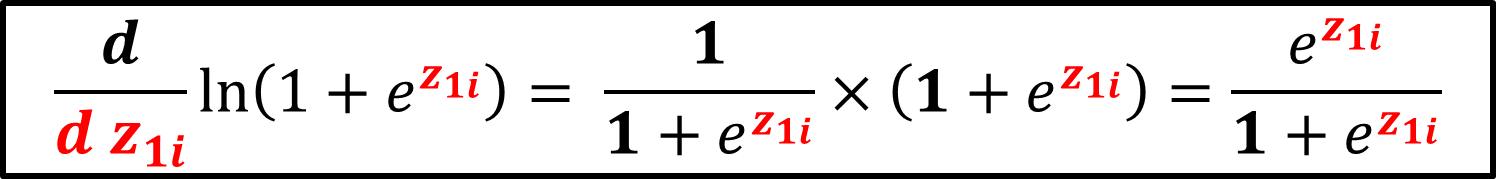 d/(d z₁ᵢ) ln(1 + e^(z₁ᵢ)) = 1/(1 + e^(z₁ᵢ)) × (1 + e^(z₁ᵢ)) = e^(z₁ᵢ)/(1 + e^(z₁ᵢ))